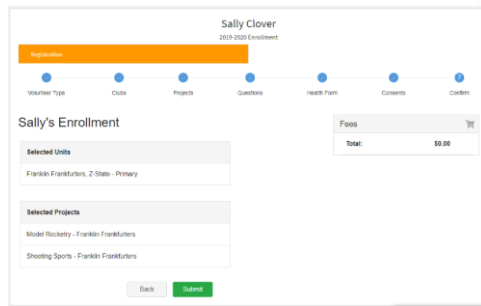 Sally Clover
2019-2020 Enrollment
Registration
Volunteer Type
Clubs
Projects
Questions
Health Form
Consents
7
Confirm
Sally's Enrollment
Fees
Total: $0.00
Selected Units
Franklin Frankfurters, Z-State - Primary
Selected Projects
Model Rocketry - Franklin Frankfurters
Shooting Sports - Franklin Frankfurters
Back Submit